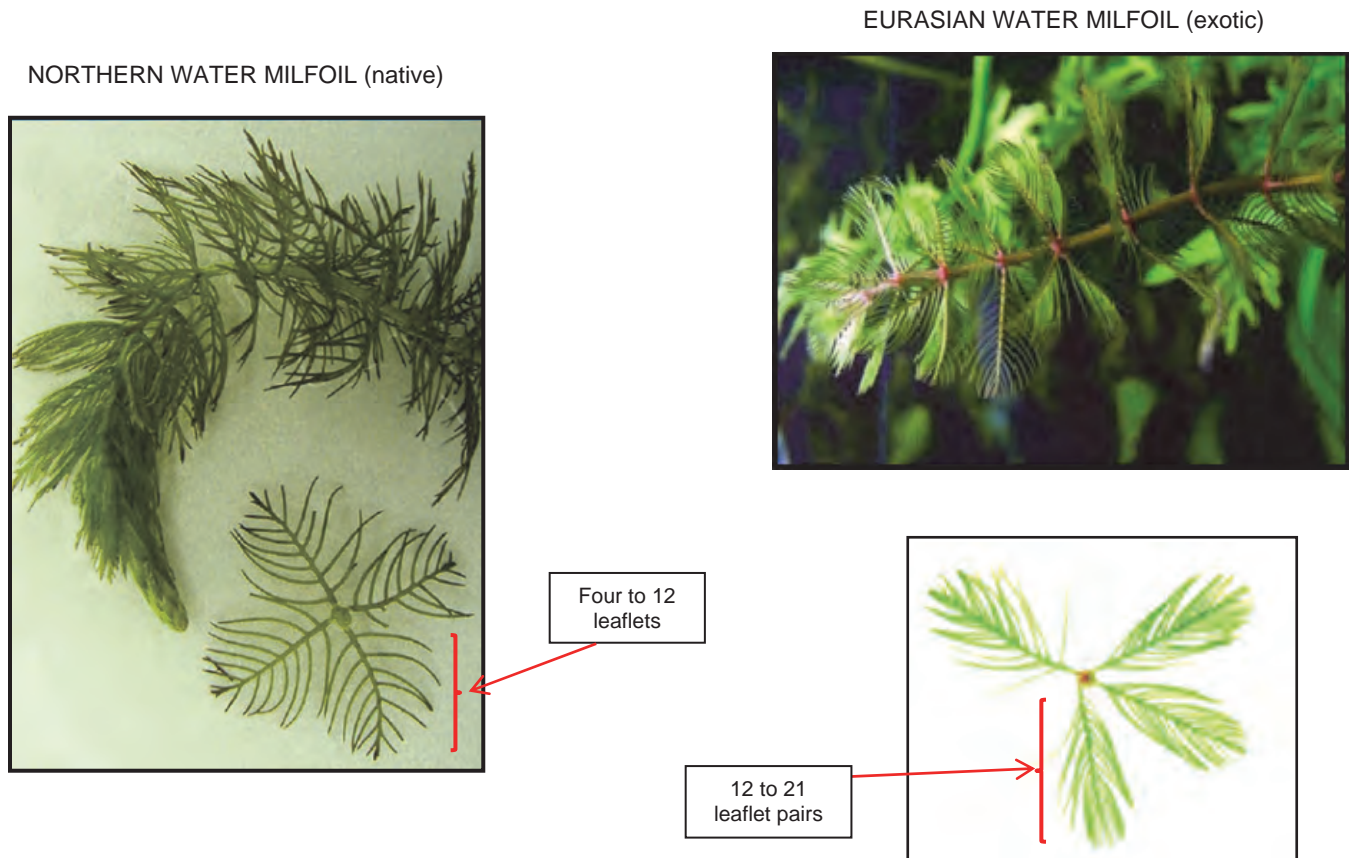 EURASIAN WATER MILFOIL (exotic)
NORTHERN WATER MILFOIL (native)
Four to 12
leaflets
12 to 21
leaflet pairs